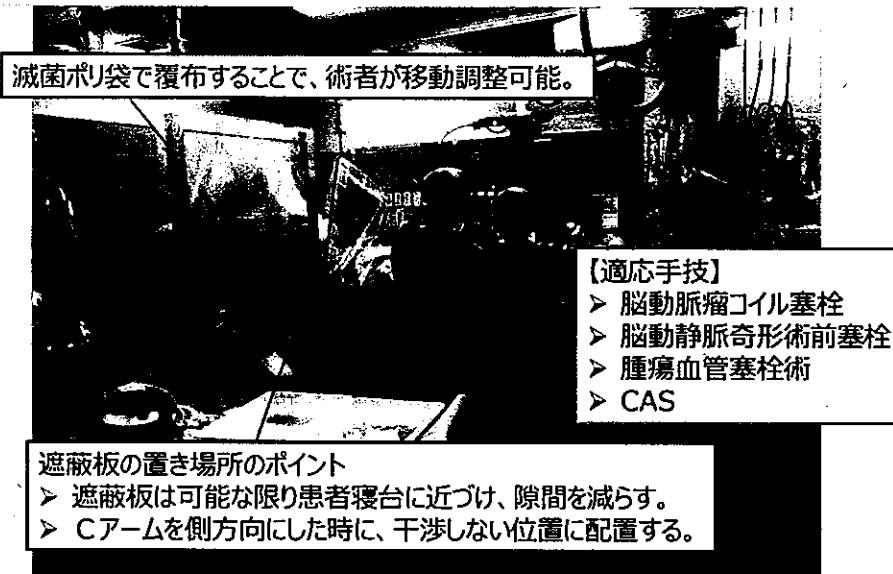 滅菌ポリ袋で覆布することで、術者が移動調整可能。
【適応手技】
➢ 脳動脈瘤コイル塞栓
➢ 脳動静脈奇形術前塞栓
➢ 腫瘍血管塞栓術
➢ CAS
遮蔽板の置き場所のポイント
➢ 遮蔽板は可能な限り患者寝台に近づけ、隙間を減らす。
➢ Cアームを側方向にした時に、干渉しない位置に配置する。